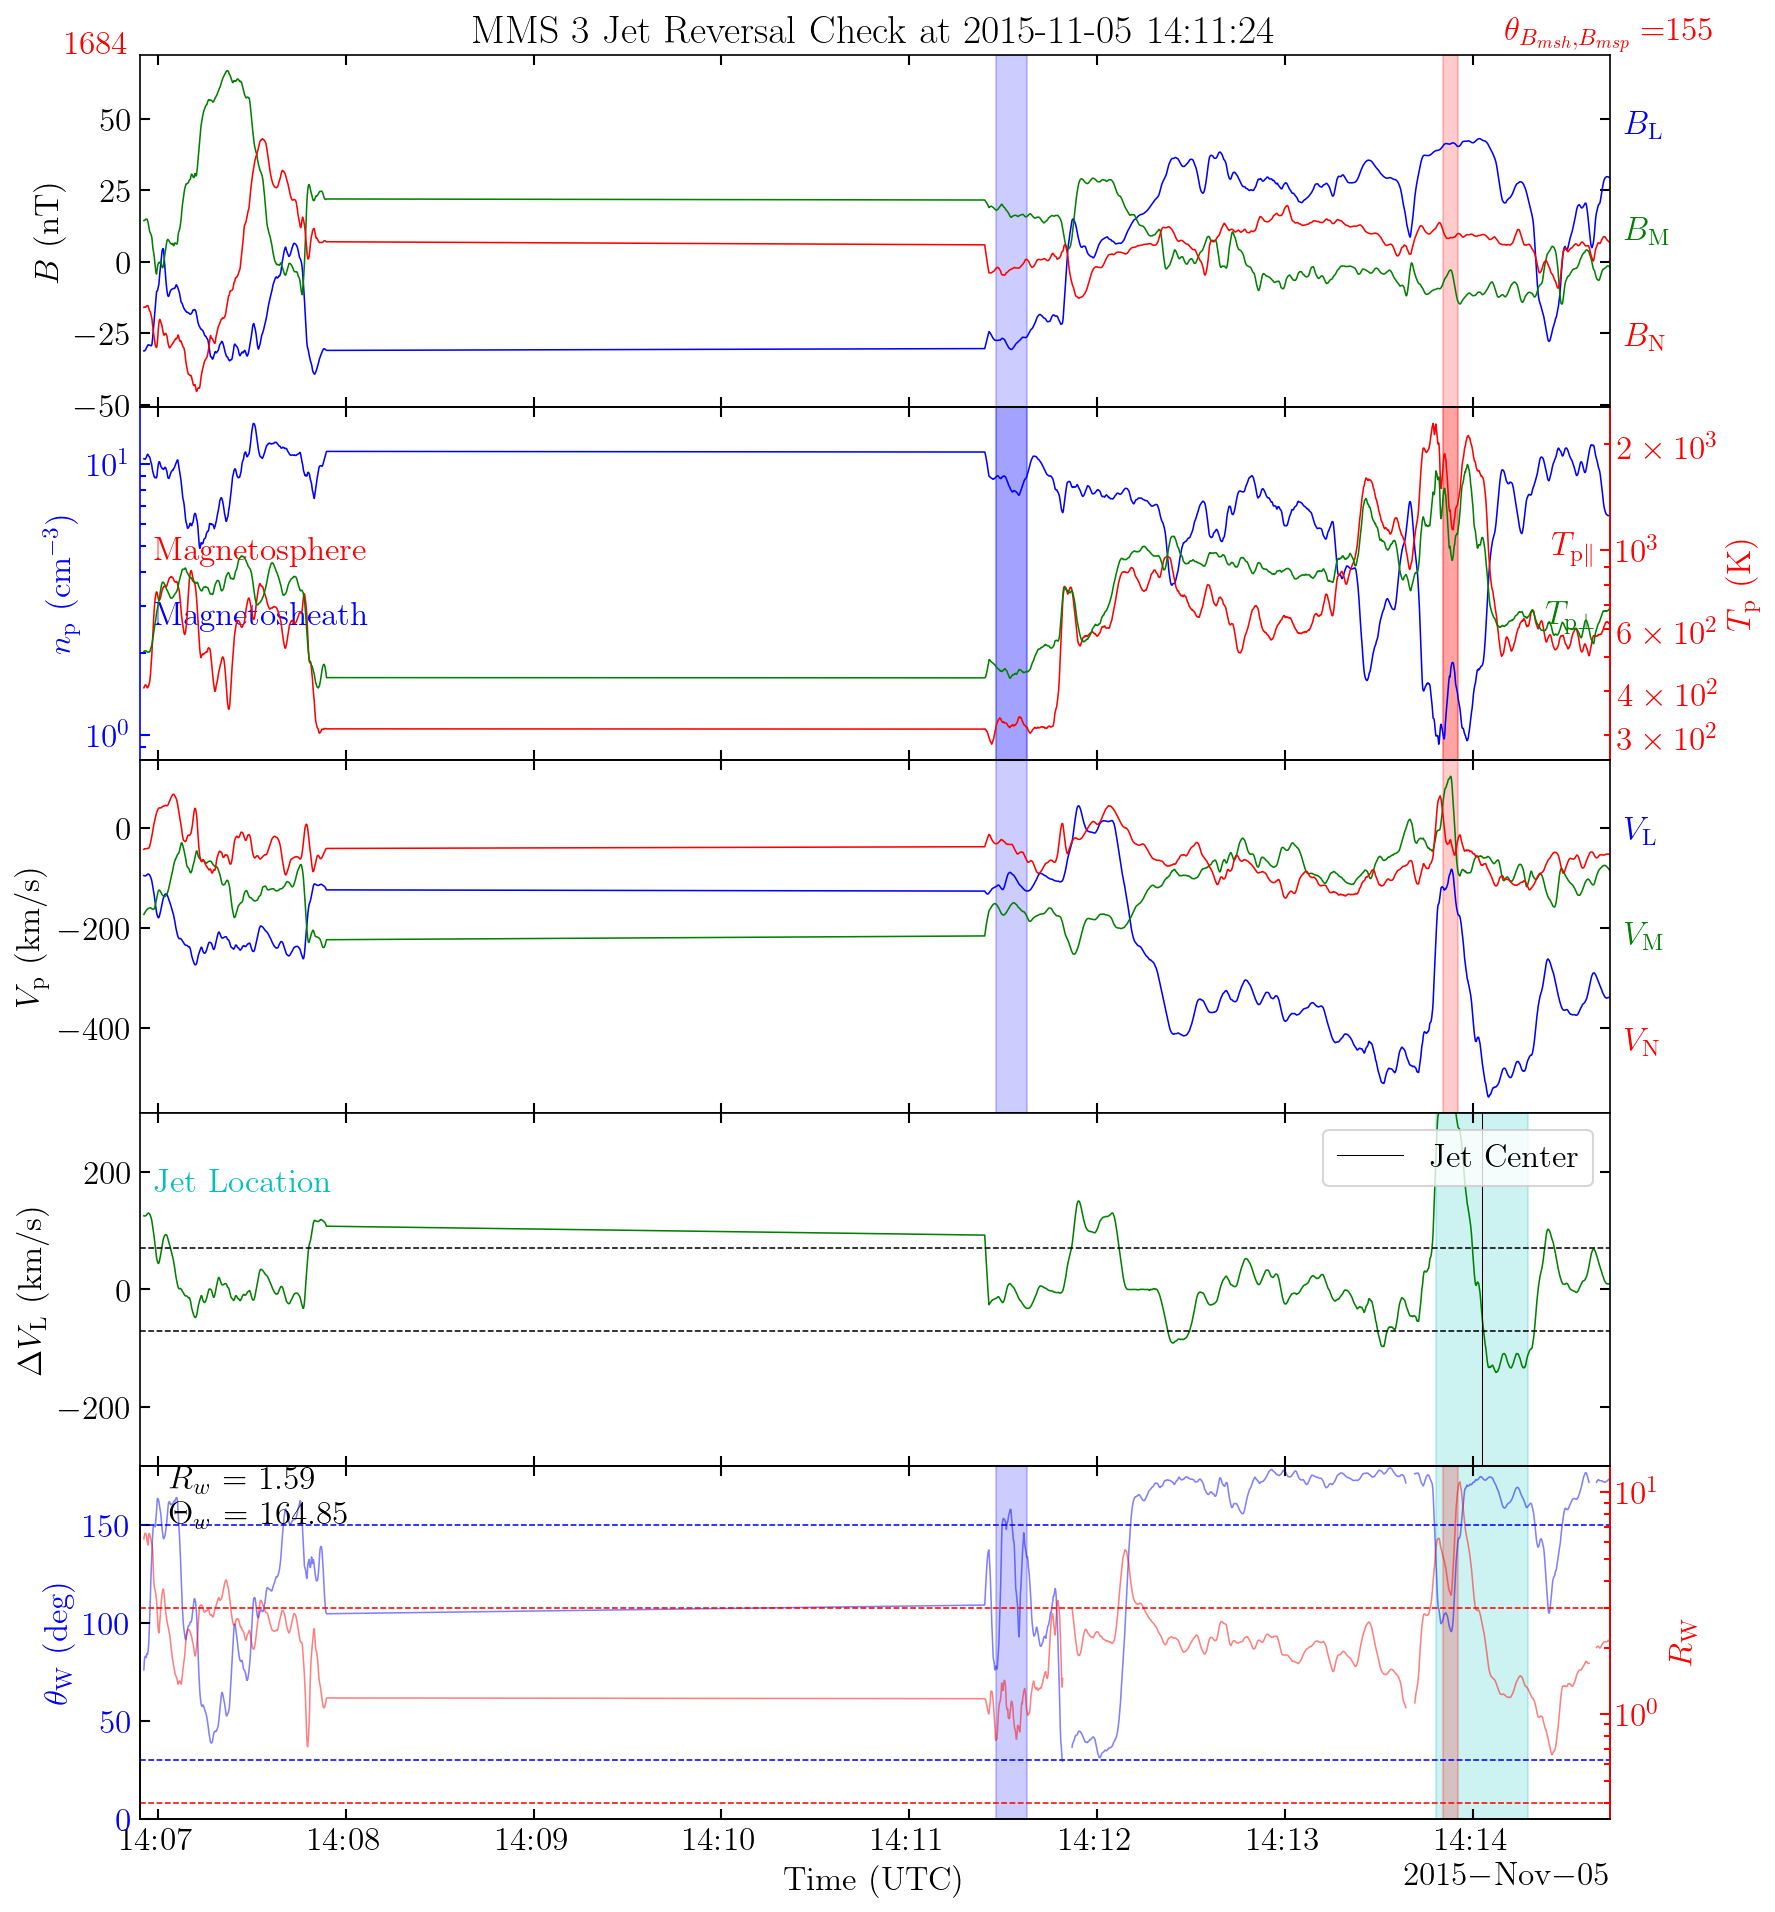 MMS 3 Jet Reversal Check at 2015-11-05 14:11:24
1684
θ_{B_{msh},B_{msp}} =155
50
25
0
−25
−50
B (nT)
B_L
B_M
B_N
10^1
10^0
n_p (cm^{−3})
Magnetosphere
Magnetosheath
T_{p∥}
T_{p⊥}
2 × 10^3
10^3
6 × 10^2
4 × 10^2
3 × 10^2
T_p (K)
0
−200
−400
V_p (km/s)
V_L
V_M
V_N
200
0
−200
ΔV_L (km/s)
Jet Location
Jet Center
R_w = 1.59
Θ_w = 164.85
150
100
50
0
θ_W (deg)
10^1
10^0
R_W
14:07 14:08 14:09 14:10 14:11 14:12 14:13 14:14
Time (UTC)
2015−Nov−05